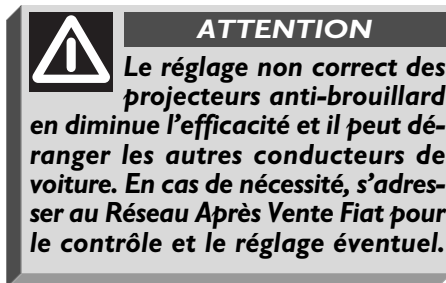 ATTENTION
Le réglage non correct des
projecteurs anti-brouillard
en diminue l’efficacité et il peut dé-
ranger les autres conducteurs de
voiture. En cas de nécessité, s’adres-
ser au Réseau Après Vente Fiat pour
le contrôle et le réglage éventuel.